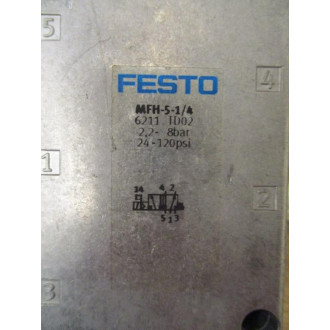 5
FESTO
4
MFH-5-1/4
6211 TD02
2,2- 8bar
24-120psi
14 4 2
5 1 3
1
2
3